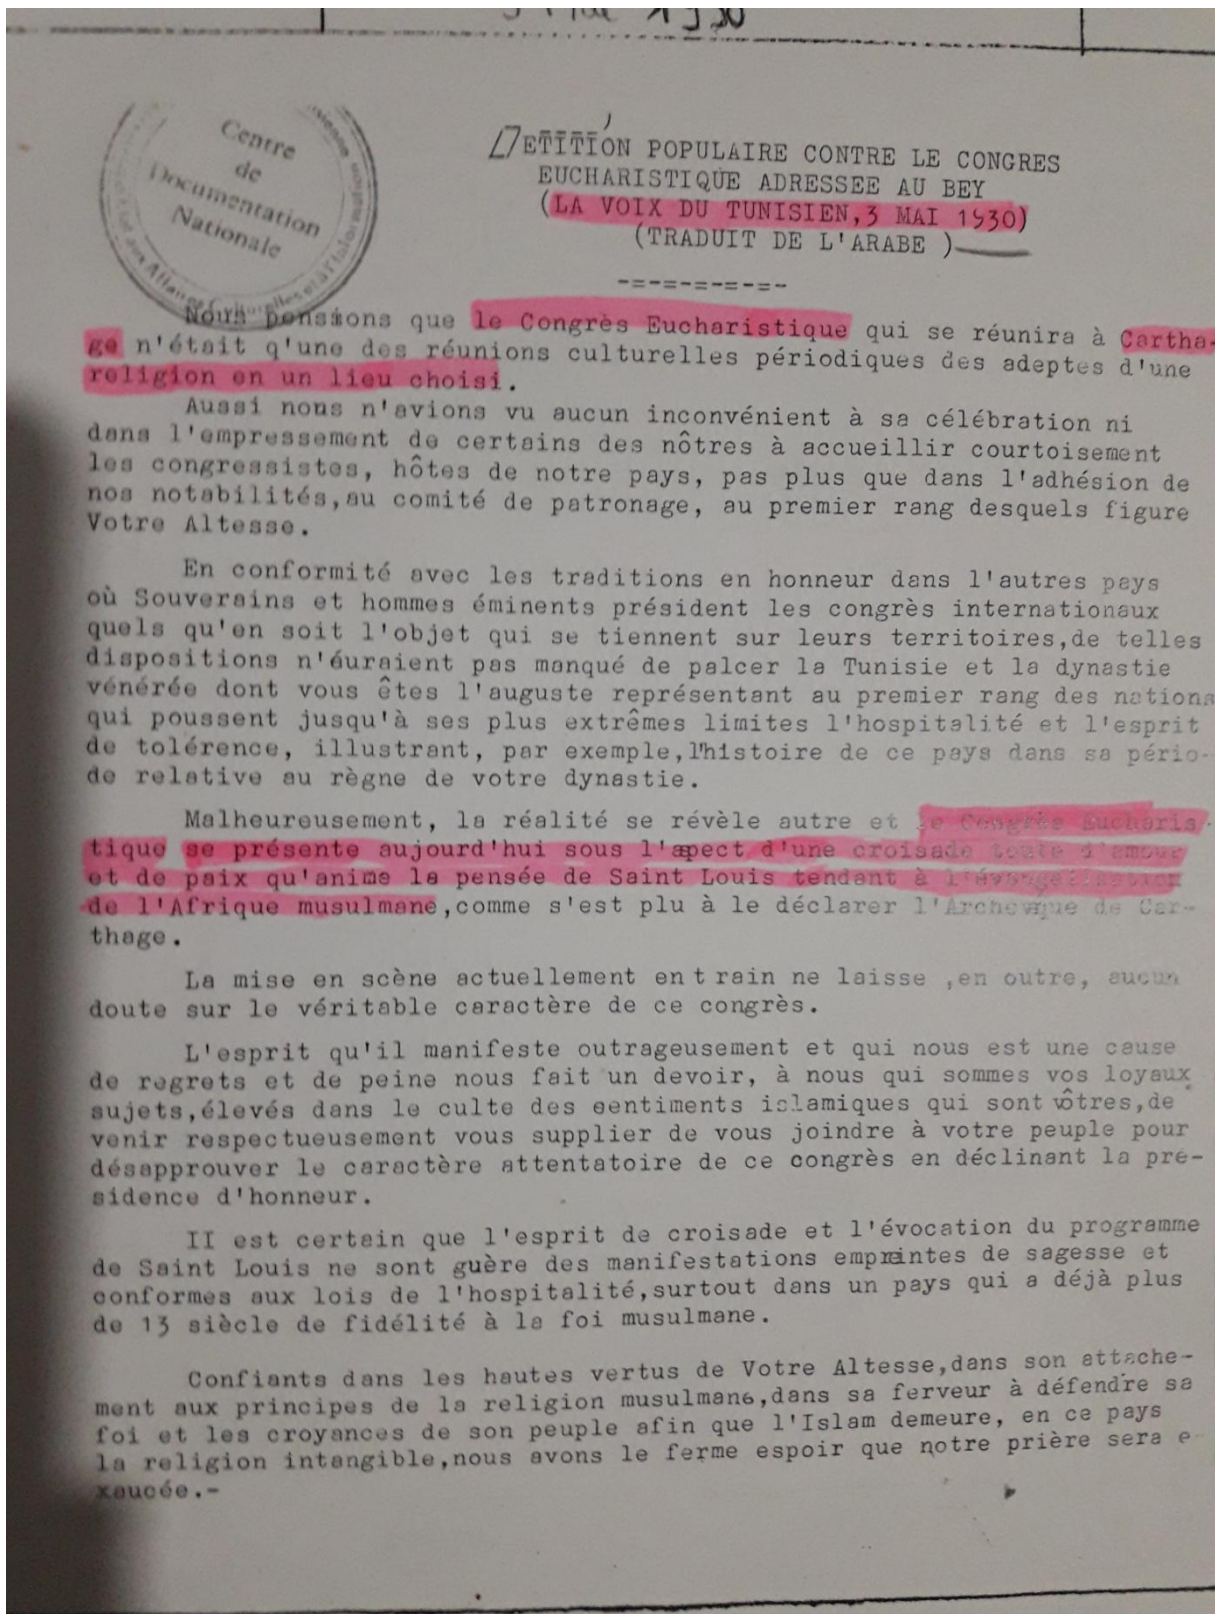 3 Mai 1930
Centre
de
Documentation
Nationale
PETITION POPULAIRE CONTRE LE CONGRES
EUCHARISTIQUE ADRESSEE AU BEY
(LA VOIX DU TUNISIEN,3 MAI 1930)
(TRADUIT DE L'ARABE )
-=-=-=-=-=-
Nous pensions que le Congrès Eucharistique qui se réunira à Cartha-
ge n'était q'une des réunions culturelles périodiques des adeptes d'une
religion en un lieu choisi.
Aussi nous n'avions vu aucun inconvénient à sa célébration ni
dans l'empressement de certains des nôtres à accueillir courtoisement
les congressistes, hôtes de notre pays, pas plus que dans l'adhésion de
nos notabilités,au comité de patronage, au premier rang desquels figure
Votre Altesse.
En conformité avec les traditions en honneur dans l'autres pays
où Souverains et hommes éminents président les congrès internationaux
quels qu'en soit l'objet qui se tiennent sur leurs territoires,de telles
dispositions n'auraient pas manqué de palcer la Tunisie et la dynastie
vénérée dont vous êtes l'auguste représentant au premier rang des nations
qui poussent jusqu'à ses plus extrêmes limites l'hospitalité et l'esprit
de tolérence, illustrant, par exemple,l'histoire de ce pays dans sa pério-
de relative au règne de votre dynastie.
Malheureusement, la réalité se révèle autre et le Congrès Eucharis-
tique se présente aujourd'hui sous l'aspect d'une croisade toute d'amour
et de paix qu'anime la pensée de Saint Louis tendant à l'évangélisation
de l'Afrique musulmane,comme s'est plu à le déclarer l'Archevêque de Car-
thage.
La mise en scène actuellement en train ne laisse ,en outre, aucun
doute sur le véritable caractère de ce congrès.
L'esprit qu'il manifeste outrageusement et qui nous est une cause
de regrets et de peine nous fait un devoir, à nous qui sommes vos loyaux
sujets,élevés dans le culte des sentiments islamiques qui sont vôtres,de
venir respectueusement vous supplier de vous joindre à votre peuple pour
désapprouver le caractère attentatoire de ce congrès en déclinant la pré-
sidence d'honneur.
II est certain que l'esprit de croisade et l'évocation du programme
de Saint Louis ne sont guère des manifestations empreintes de sagesse et
conformes aux lois de l'hospitalité,surtout dans un pays qui a déjà plus
de 13 siècle de fidélité à la foi musulmane.
Confiants dans les hautes vertus de Votre Altesse,dans son attache-
ment aux principes de la religion musulmane,dans sa ferveur à défendre sa
foi et les croyances de son peuple afin que l'Islam demeure, en ce pays
la religion intangible,nous avons le ferme espoir que notre prière sera e-
xaucée.-